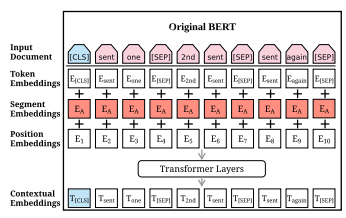 Original BERT
Input Document [CLS] sent one [SEP] 2nd sent [SEP] sent again [SEP]
Token Embeddings E[CLS] Esent Eone E[SEP] E2nd Esent E[SEP] Esent Eagain E[SEP]
+ + + + + + + + + +
Segment Embeddings EA EA EA EA EA EA EA EA EA EA
+ + + + + + + + + +
Position Embeddings E1 E2 E3 E4 E5 E6 E7 E8 E9 E10
Transformer Layers
Contextual Embeddings T[CLS] Tsent Tone T[SEP] T2nd Tsent T[SEP] Tsent Tagain T[SEP]